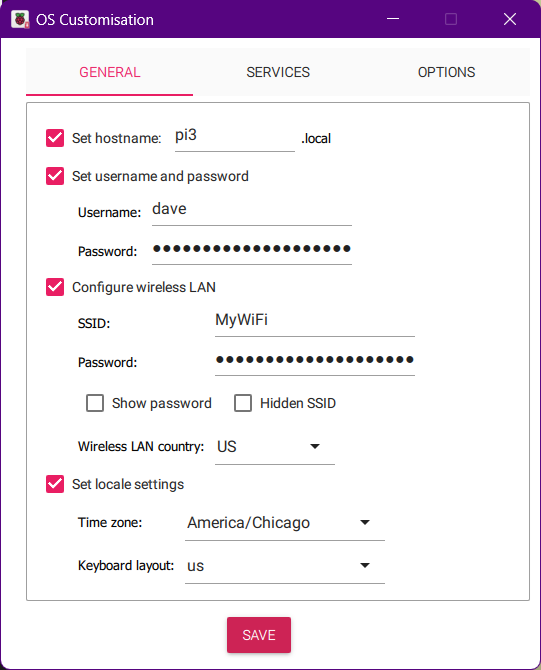 OS Customisation
GENERAL SERVICES OPTIONS
Set hostname: pi3 .local
Set username and password
Username: dave
Password: ••••••••••••••••••••
Configure wireless LAN
SSID: MyWiFi
Password: ••••••••••••••••••••
Show password Hidden SSID
Wireless LAN country: US
Set locale settings
Time zone: America/Chicago
Keyboard layout: us
SAVE